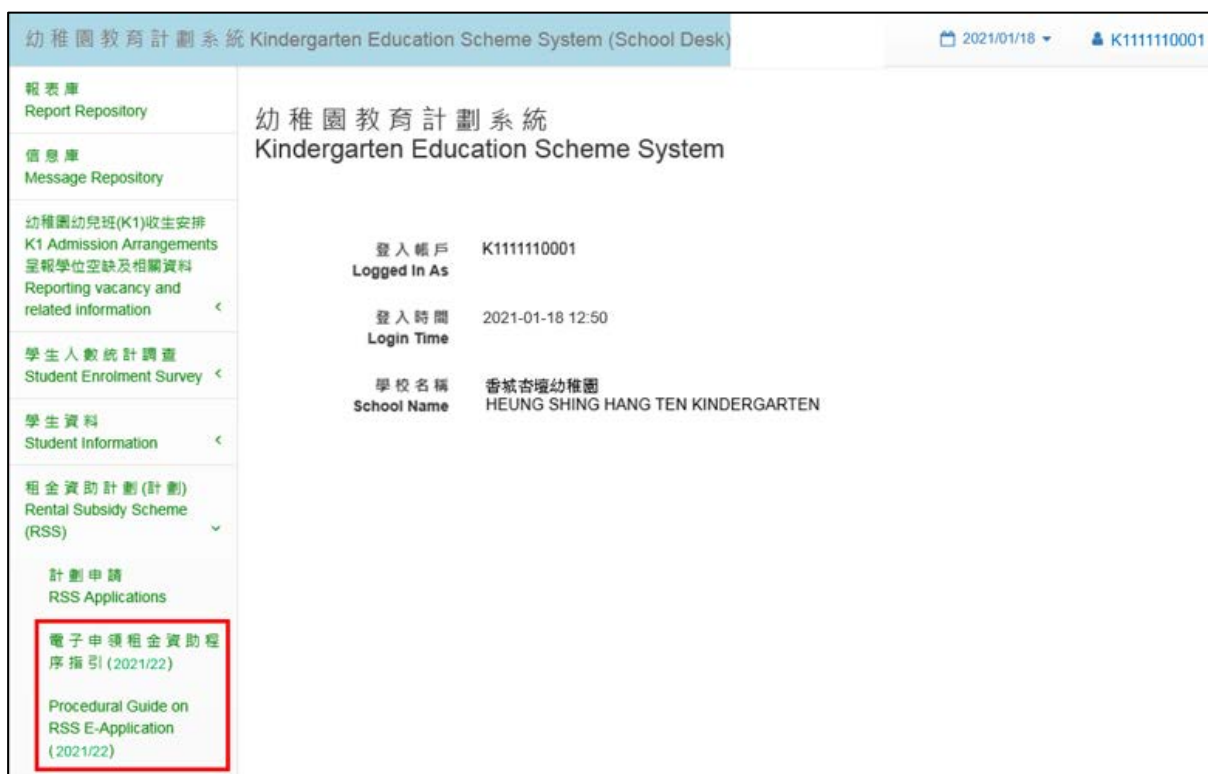 幼稚園教育計劃系統 Kindergarten Education Scheme System (School Desk)
2021/01/18
K1111110001
報表庫
Report Repository
信息庫
Message Repository
幼稚園幼兒班(K1)收生安排
K1 Admission Arrangements
呈報學位空缺及相關資料
Reporting vacancy and
related information
學生人數統計調查
Student Enrolment Survey
學生資料
Student Information
租金資助計劃(計劃)
Rental Subsidy Scheme
(RSS)
計劃申請
RSS Applications
電子申領租金資助程
序指引(2021/22)
Procedural Guide on
RSS E-Application
(2021/22)
幼稚園教育計劃系統
Kindergarten Education Scheme System
登入帳戶 K1111110001
Logged In As
登入時間 2021-01-18 12:50
Login Time
學校名稱 香城杏壇幼稚園
School Name HEUNG SHING HANG TEN KINDERGARTEN